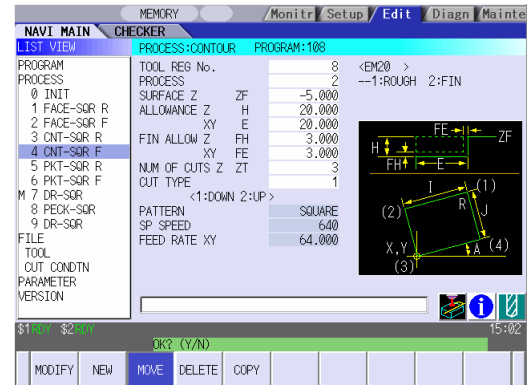 MEMORY Monitr Setup Edit Diagn Mainte
NAVI MAIN CHECKER
LIST VIEW PROCESS:CONTOUR PROGRAM:108
PROGRAM
PROCESS
0 INIT
1 FACE-SQR R
2 FACE-SQR F
3 CNT-SQR R
4 CNT-SQR F
5 PKT-SQR R
6 PKT-SQR F
M 7 DR-SQR
8 PECK-SQR
9 DR-SQR
FILE
TOOL
CUT CONDTN
PARAMETER
VERSION
TOOL REG No. 8 <EM20 >
PROCESS 2 --1:ROUGH 2:FIN
SURFACE Z ZF -5.000
ALLOWANCE Z H 20.000
XY E 20.000
FIN ALLOW Z FH 3.000
XY FE 3.000
NUM OF CUTS Z ZT 3
CUT TYPE 1
<1:DOWN 2:UP>
PATTERN SQUARE
SP SPEED 640
FEED RATE XY 64.000
FE ZF
H
FH E
I (1)
(2) R J
X,Y A (4)
(3)
$1 RDY $2 RDY 15:02
OK? (Y/N)
MODIFY NEW MOVE DELETE COPY